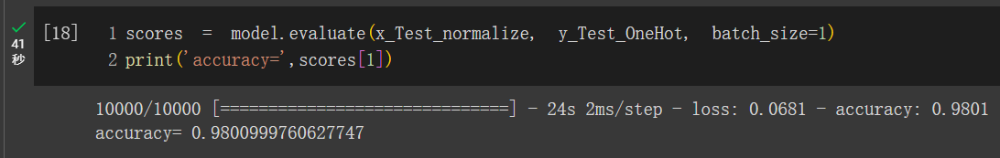 [18]
41
秒
1 scores = model.evaluate(x_Test_normalize, y_Test_OneHot, batch_size=1)
2 print('accuracy=',scores[1])
10000/10000 [==============================] - 24s 2ms/step - loss: 0.0681 - accuracy: 0.9801
accuracy= 0.9800999760627747